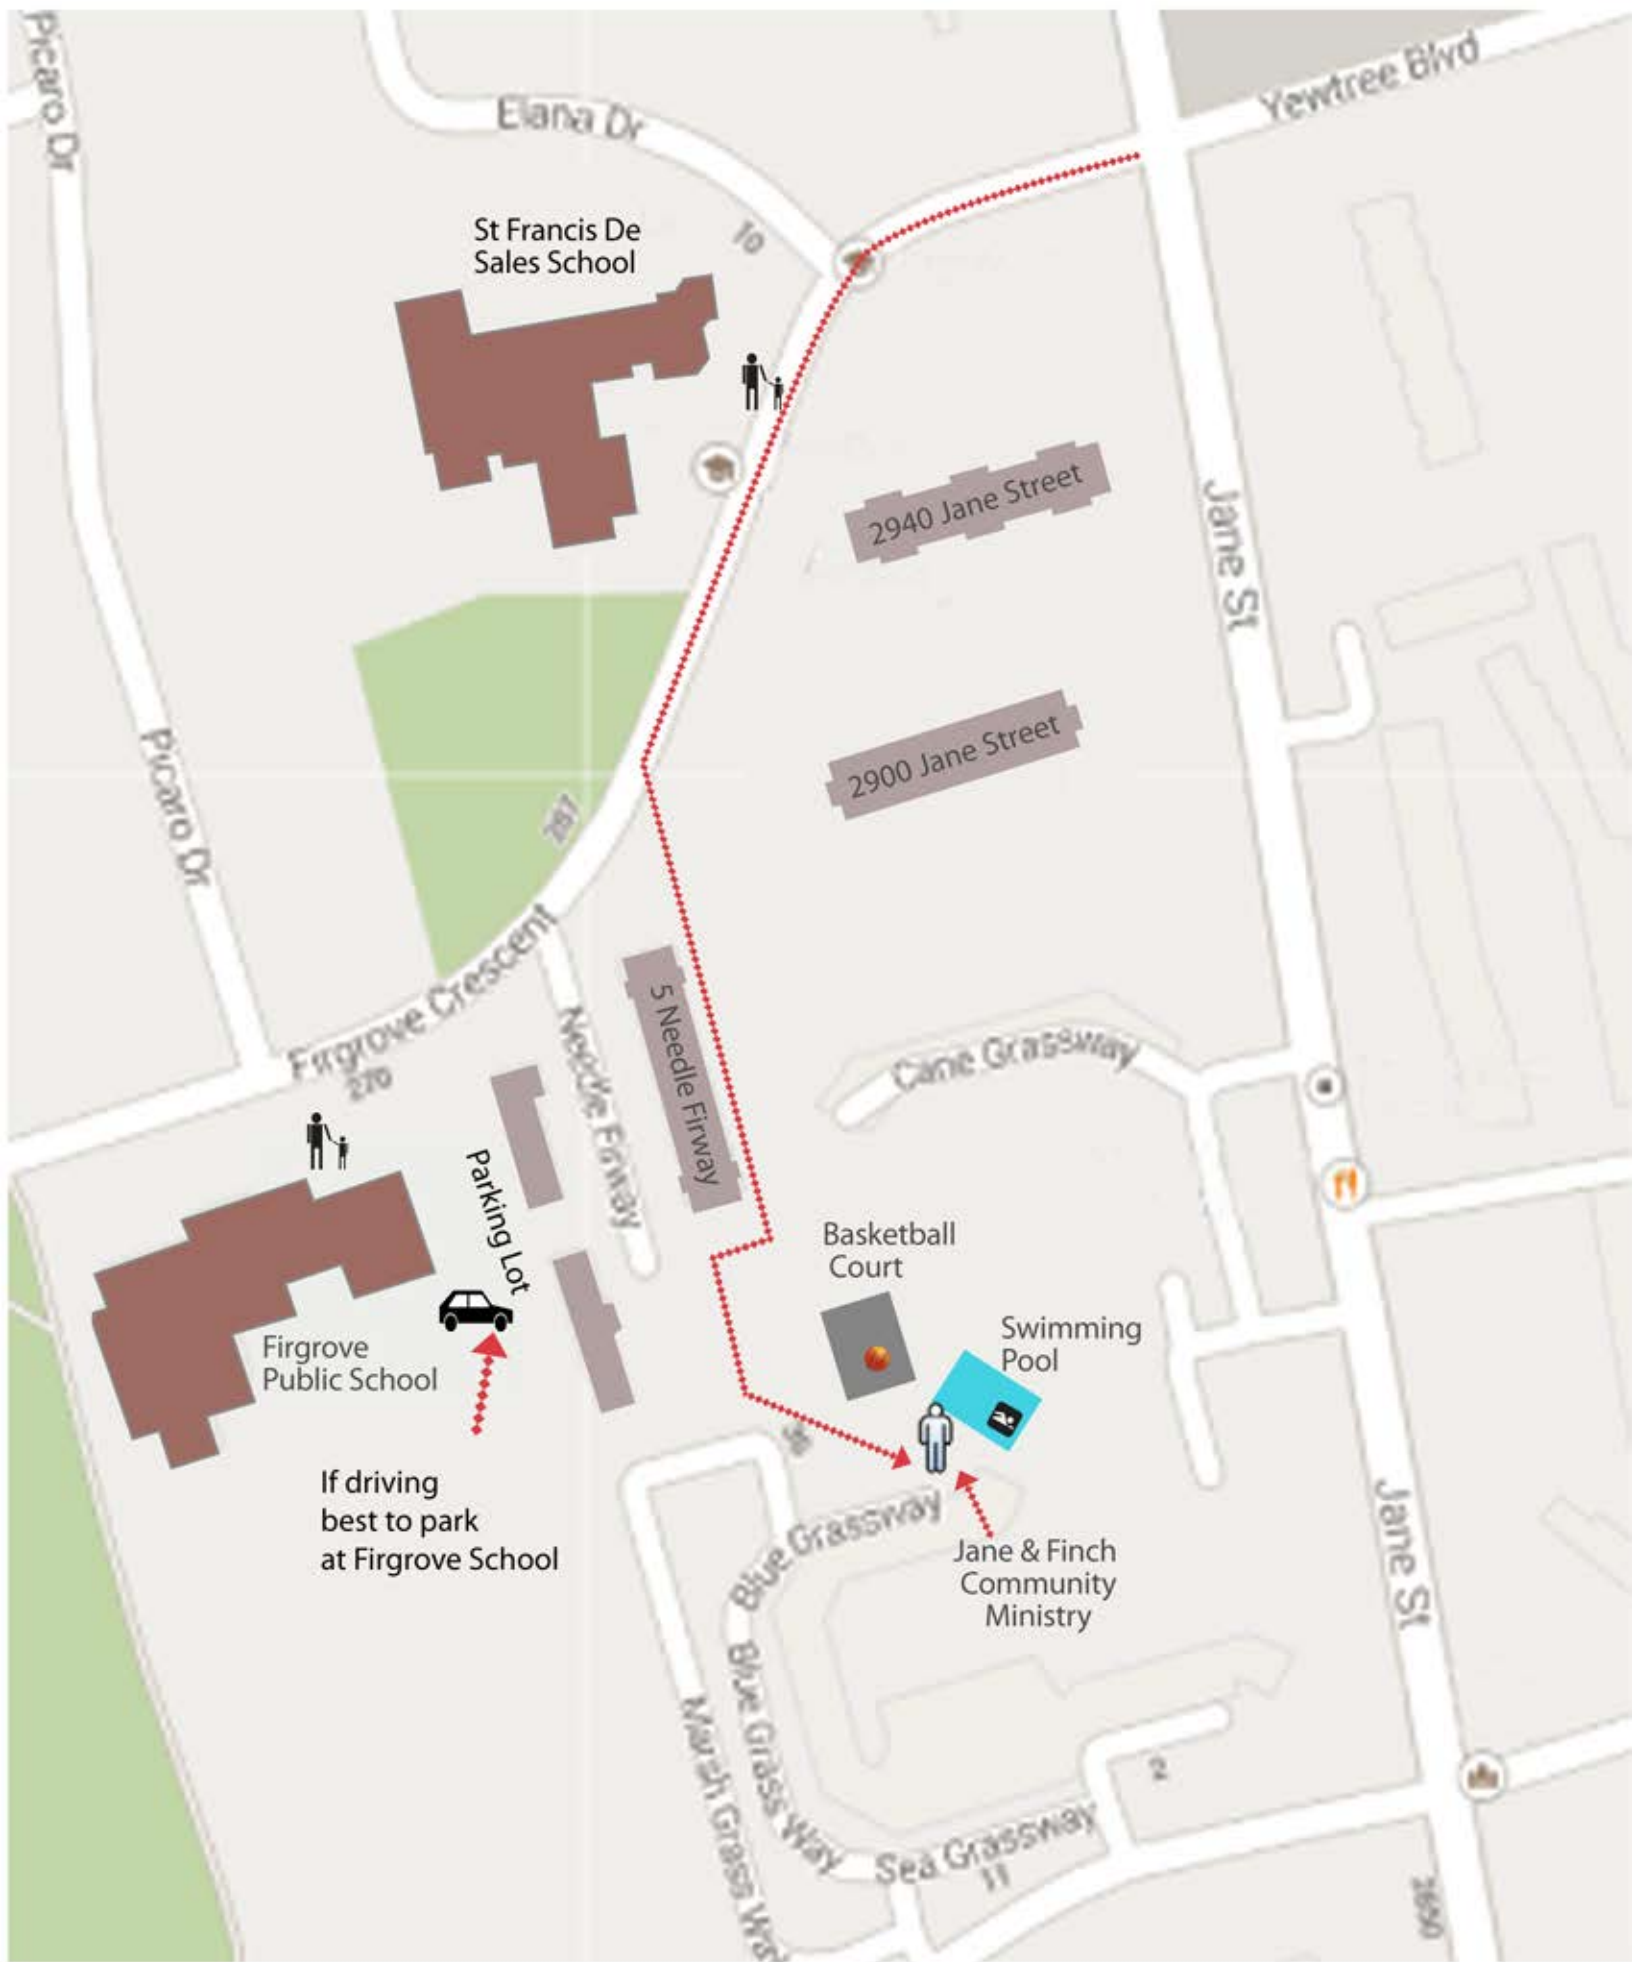 Picaro Dr
Elana Dr
Yewtree Blvd
St Francis De
Sales School
10
2940 Jane Street
Jane St
2900 Jane Street
Picaro Dr
267
Firgrove Crescent
270
5 Needle Firway
Needle Firway
Cane Grassway
Parking Lot
Basketball
Court
Swimming
Pool
Firgrove
Public School
36
If driving
best to park
at Firgrove School
Blue Grassway
Jane & Finch
Community
Ministry
Jane St
Blue Grass Way
Marsh Grass Way
2
Sea Grassway
11
2650